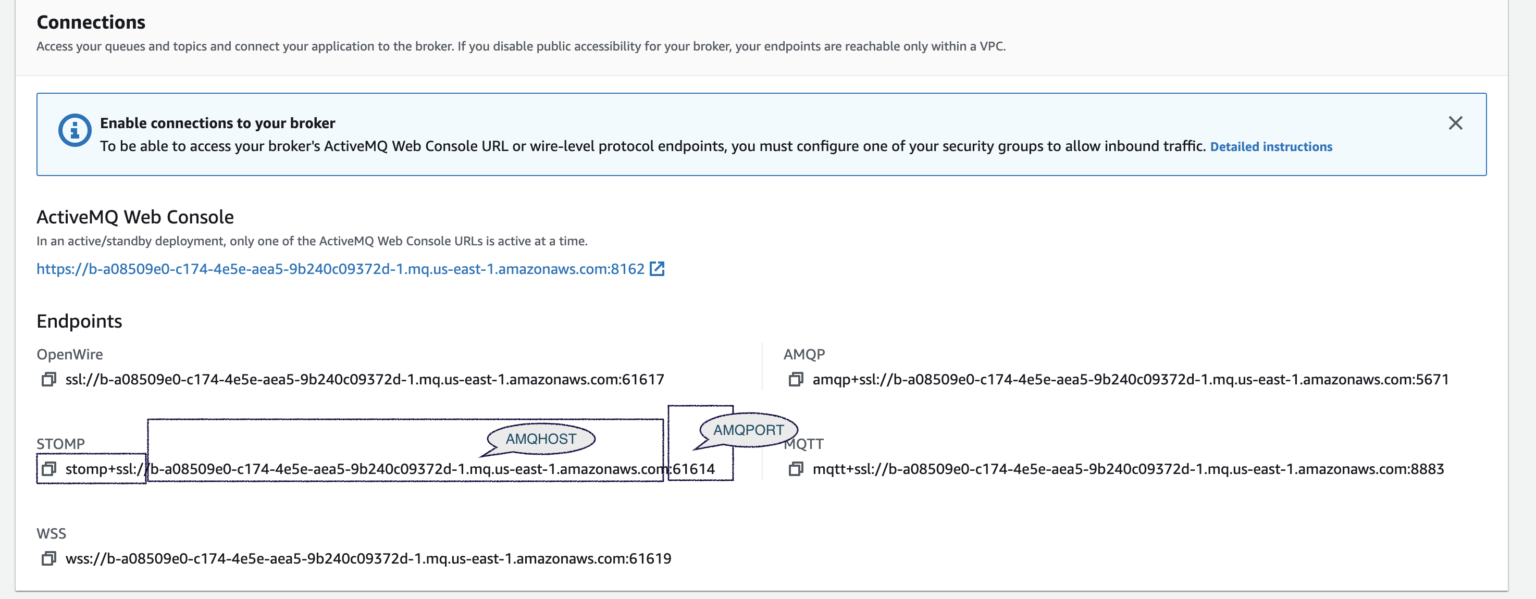 Connections
Access your queues and topics and connect your application to the broker. If you disable public accessibility for your broker, your endpoints are reachable only within a VPC.
Enable connections to your broker
To be able to access your broker's ActiveMQ Web Console URL or wire-level protocol endpoints, you must configure one of your security groups to allow inbound traffic. Detailed instructions
ActiveMQ Web Console
In an active/standby deployment, only one of the ActiveMQ Web Console URLs is active at a time.
https://b-a08509e0-c174-4e5e-aea5-9b240c09372d-1.mq.us-east-1.amazonaws.com:8162
Endpoints
OpenWire
ssl://b-a08509e0-c174-4e5e-aea5-9b240c09372d-1.mq.us-east-1.amazonaws.com:61617
AMQP
amqp+ssl://b-a08509e0-c174-4e5e-aea5-9b240c09372d-1.mq.us-east-1.amazonaws.com:5671
STOMP
AMQHOST
AMQPORT
stomp+ssl://b-a08509e0-c174-4e5e-aea5-9b240c09372d-1.mq.us-east-1.amazonaws.com:61614
MQTT
mqtt+ssl://b-a08509e0-c174-4e5e-aea5-9b240c09372d-1.mq.us-east-1.amazonaws.com:8883
WSS
wss://b-a08509e0-c174-4e5e-aea5-9b240c09372d-1.mq.us-east-1.amazonaws.com:61619